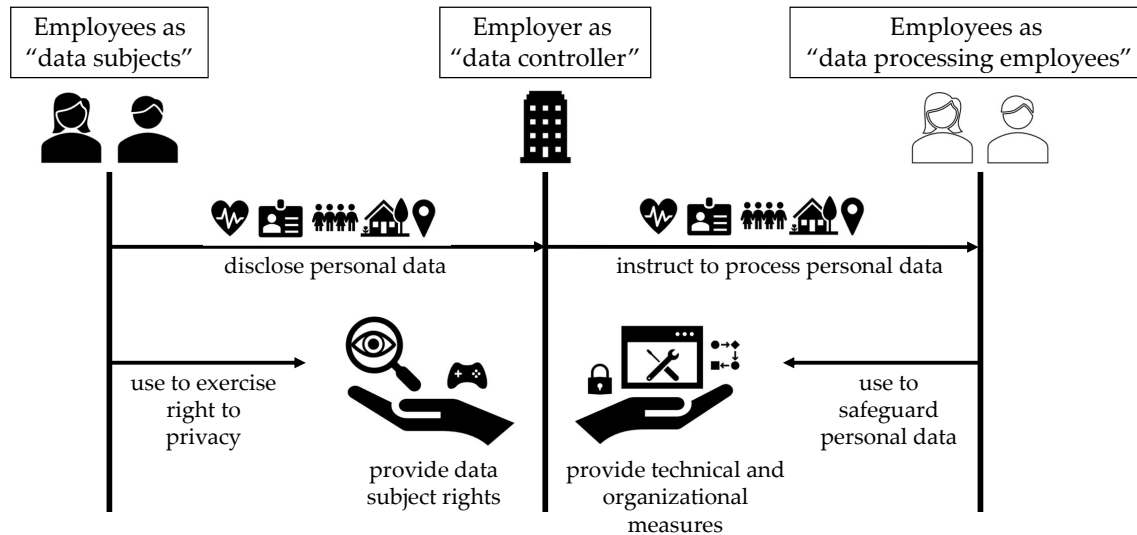 Employees as
“data subjects”
Employer as
“data controller”
Employees as
“data processing employees”
disclose personal data
instruct to process personal data
use to exercise
right to
privacy
provide data
subject rights
provide technical and
organizational
measures
use to
safeguard
personal data